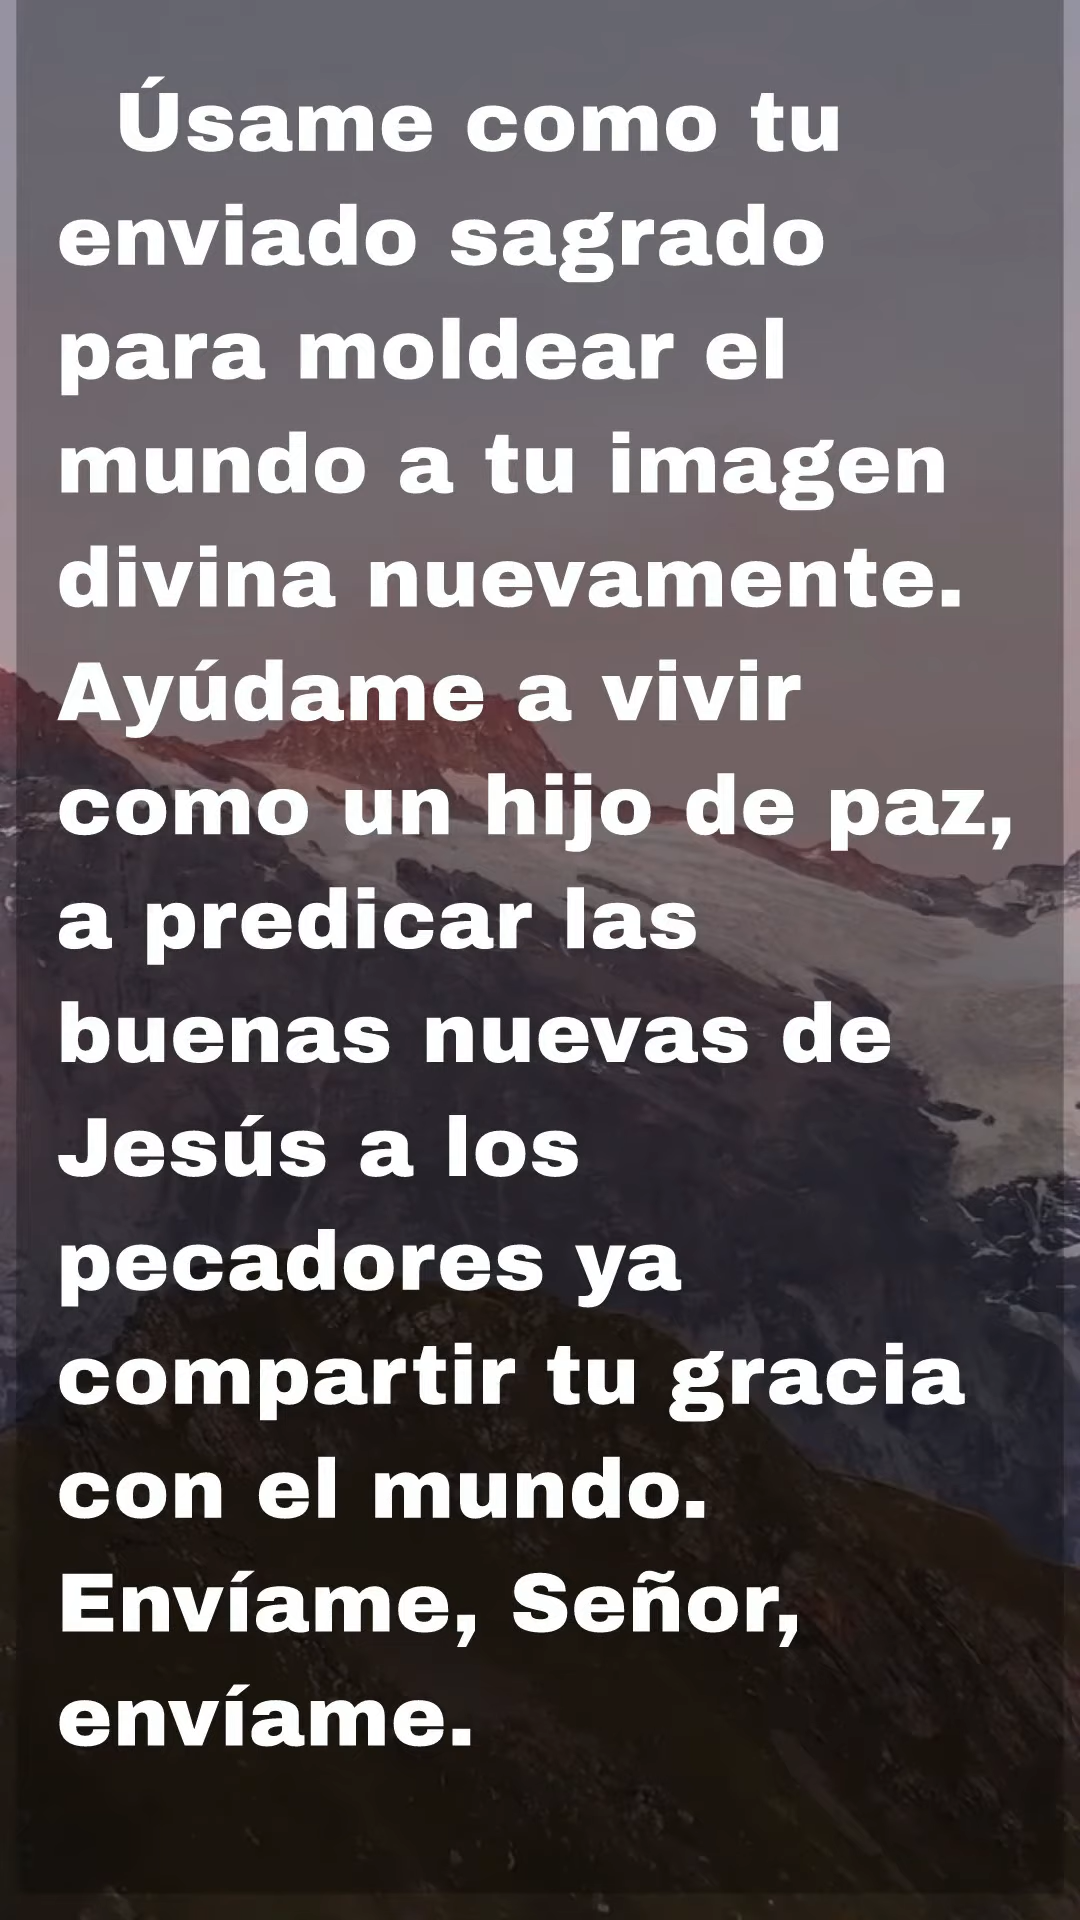 Úsame como tu
enviado sagrado
para moldear el
mundo a tu imagen
divina nuevamente.
Ayúdame a vivir
como un hijo de paz,
a predicar las
buenas nuevas de
Jesús a los
pecadores ya
compartir tu gracia
con el mundo.
Envíame, Señor,
envíame.